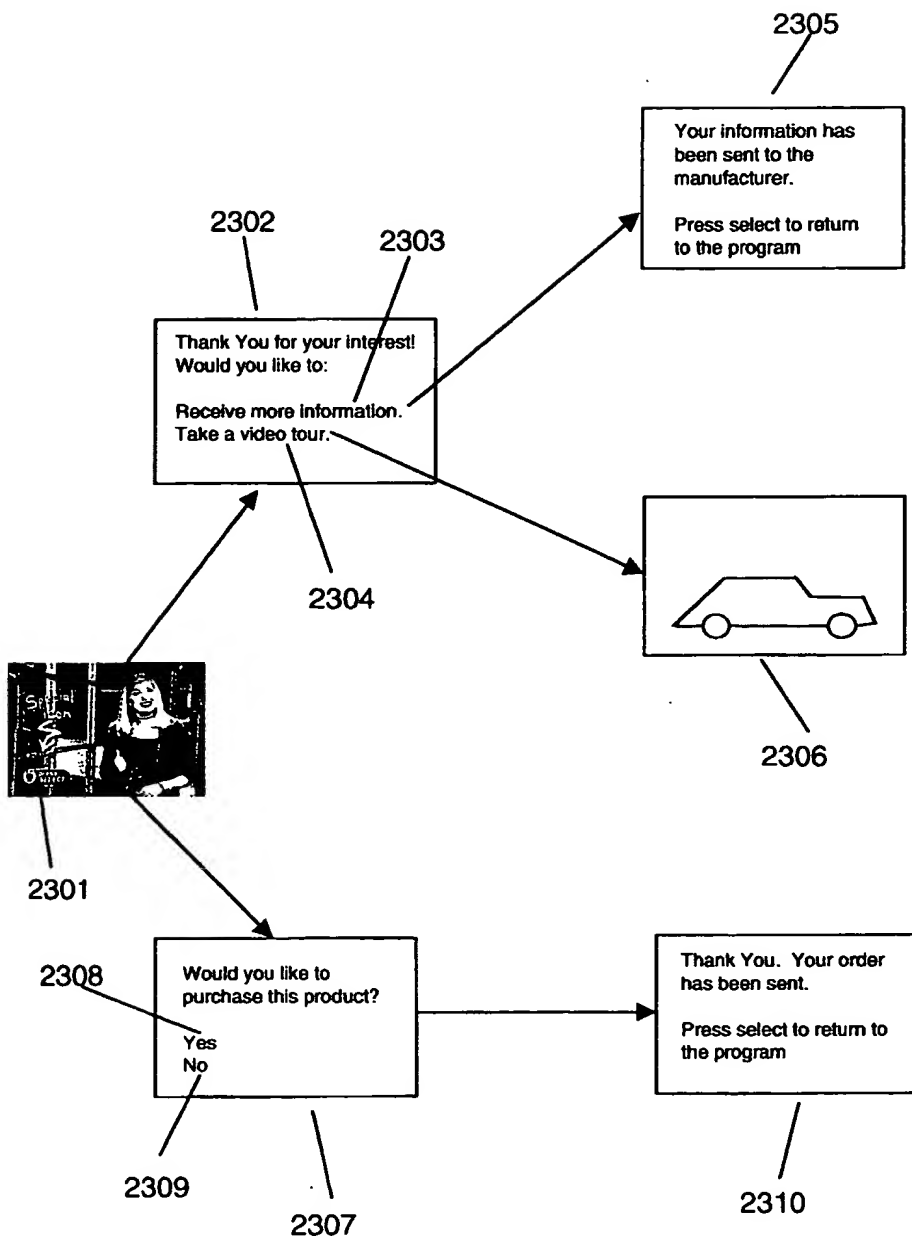 2305
Your information has
been sent to the
manufacturer.
Press select to return
to the program
2302
2303
Thank You for your interest!
Would you like to:
Receive more information.
Take a video tour.
2304
2306
2301
2308
Would you like to
purchase this product?
Yes
No
2309
2307
Thank You. Your order
has been sent.
Press select to return to
the program
2310